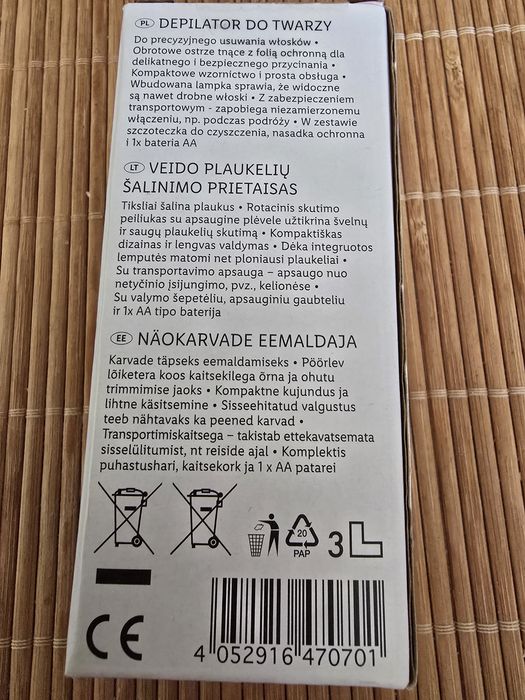 PL DEPILATOR DO TWARZY
Do precyzyjnego usuwania włosków •
Obrotowe ostrze tnące z folią ochronną dla
delikatnego i bezpiecznego przycinania •
Kompaktowe wzornictwo i prosta obsługa •
Wbudowana lampka sprawia, że widoczne
są nawet drobne włoski • Z zabezpieczeniem
transportowym - zapobiega niezamierzonemu
włączeniu, np. podczas podróży • W zestawie
szczoteczka do czyszczenia, nasadka ochronna
i 1x bateria AA
LT VEIDO PLAUKELIŲ
ŠALINIMO PRIETAISAS
Tiksliai šalina plaukus • Rotacinis skutimo
peiliukas su apsaugine plėvele užtikrina švelnų
ir saugų plaukelių skutimą • Kompaktiškas
dizainas ir lengvas valdymas • Dėka integruotos
lemputės matomi net ploniausi plaukeliai •
Su transportavimo apsauga – apsaugo nuo
netyčinio įsijungimo, pvz., kelionėse •
Su valymo šepetėliu, apsauginiu gaubteliu
ir 1x AA tipo baterija
EE NÄOKARVADE EEMALDAJA
Karvade täpseks eemaldamiseks • Pöörlev
lõiketera koos kaitsekilega õrna ja ohutu
trimmimise jaoks • Kompaktne kujundus ja
lihtne käsitsemine • Sisseehitatud valgustus
teeb nähtavaks ka peened karvad •
Transportimiskaitsega – takistab ettekavatsemata
sisselülitumist, nt reiside ajal • Komplektis
puhastushari, kaitsekork ja 1 x AA patarei
20
PAP
3
CE
4 052916 470701